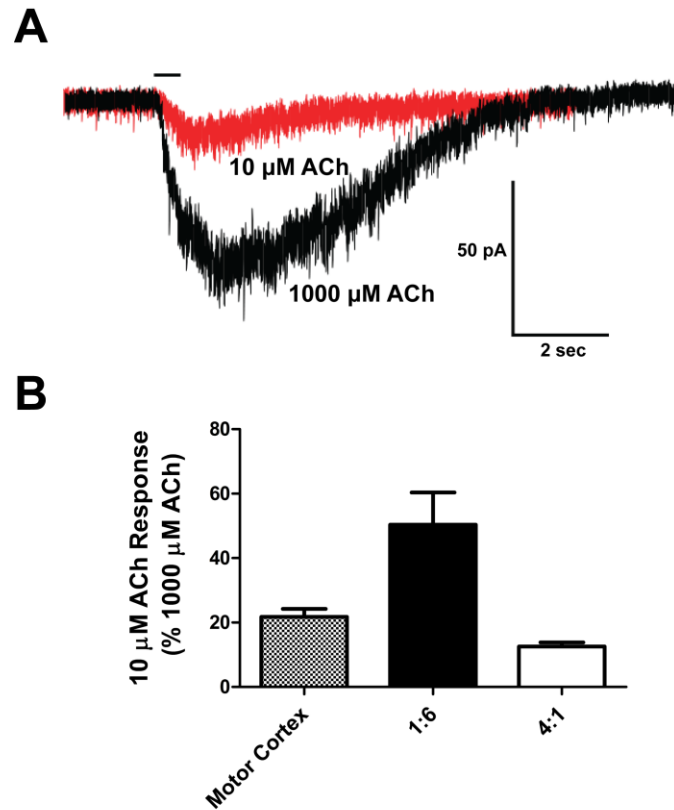 A
10 µM ACh
50 pA
1000 µM ACh
2 sec
B
10 µM ACh Response
(% 1000 µM ACh)
80
60
40
20
0
Motor Cortex
1:6
4:1